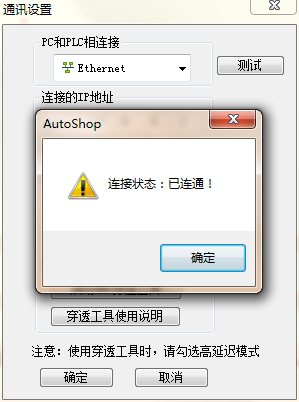 通讯设置
PC和PLC相连接
Ethernet
测试
连接的IP地址
AutoShop
连接状态：已连通！
确定
穿透工具使用说明
注意：使用穿透工具时，请勾选高延迟模式
确定
取消